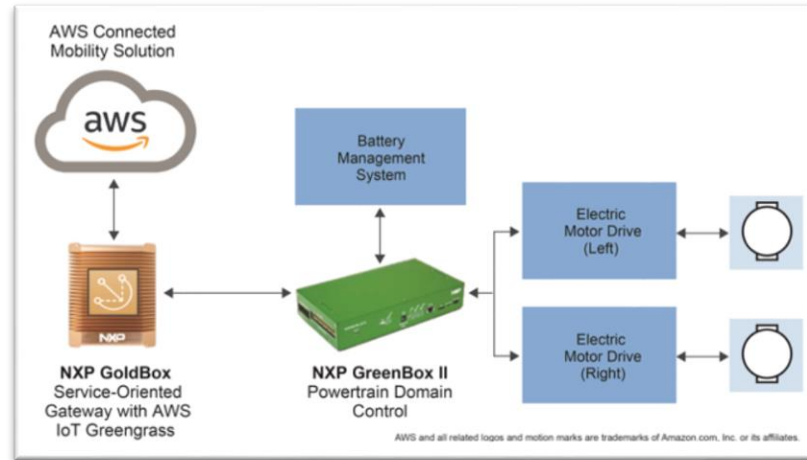 AWS Connected
Mobility Solution
aws
Battery
Management
System
Electric
Motor Drive
(Left)
NXP
NXP GoldBox
Service-Oriented
Gateway with AWS
IoT Greengrass
NXP GreenBox II
Powertrain Domain
Control
Electric
Motor Drive
(Right)
AWS and all related logos and motion marks are trademarks of Amazon.com, Inc. or its affiliates.